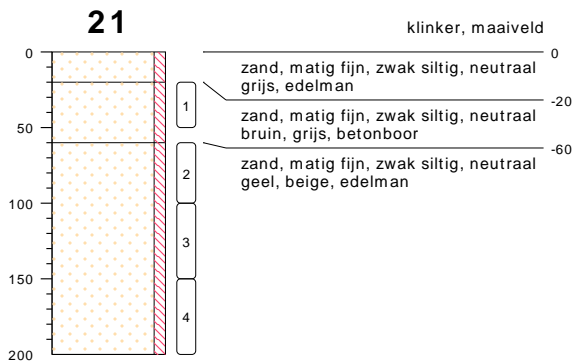 21
klinker, maaiveld
0
0
zand, matig fijn, zwak siltig, neutraal
grijs, edelman
-20
1
zand, matig fijn, zwak siltig, neutraal
bruin, grijs, betonboor
50
-60
zand, matig fijn, zwak siltig, neutraal
geel, beige, edelman
2
100
3
150
4
200